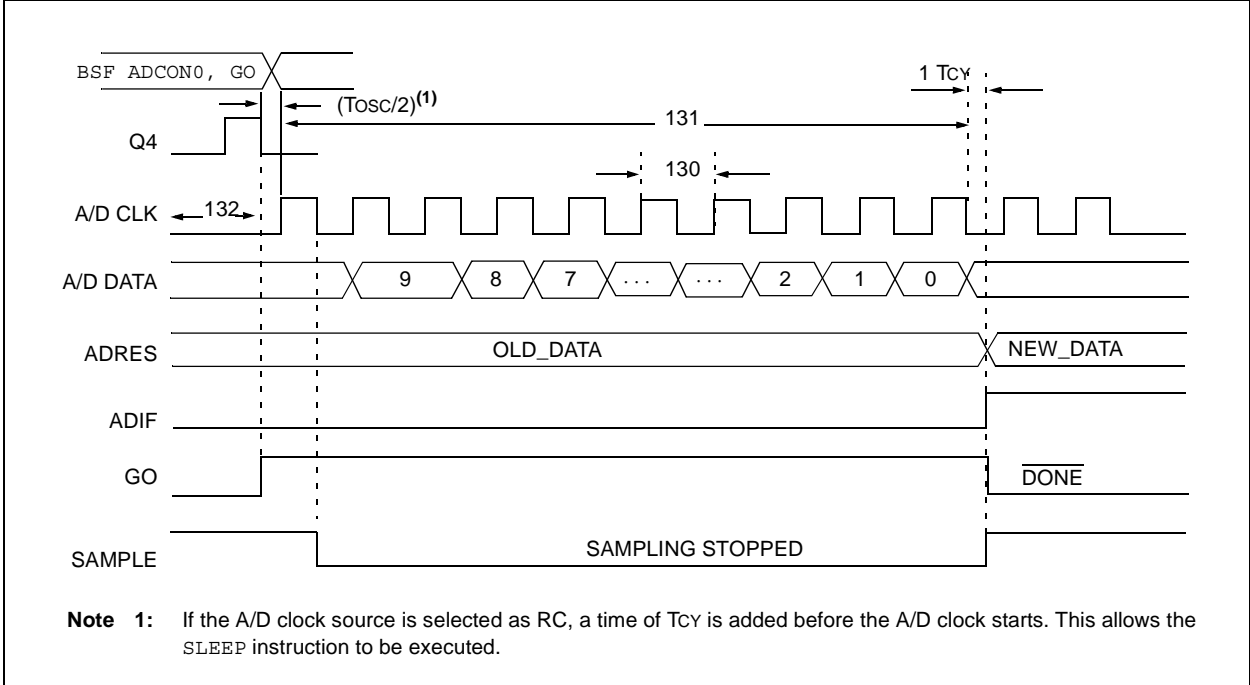 BSF ADCON0, GO
1 TCY
(TOSC/2)(1)
131
Q4
130
A/D CLK
132
A/D DATA
9 8 7 . . . . . . 2 1 0
ADRES
OLD_DATA
NEW_DATA
ADIF
GO
DONE
SAMPLE
SAMPLING STOPPED
Note 1: If the A/D clock source is selected as RC, a time of TCY is added before the A/D clock starts. This allows the
SLEEP instruction to be executed.